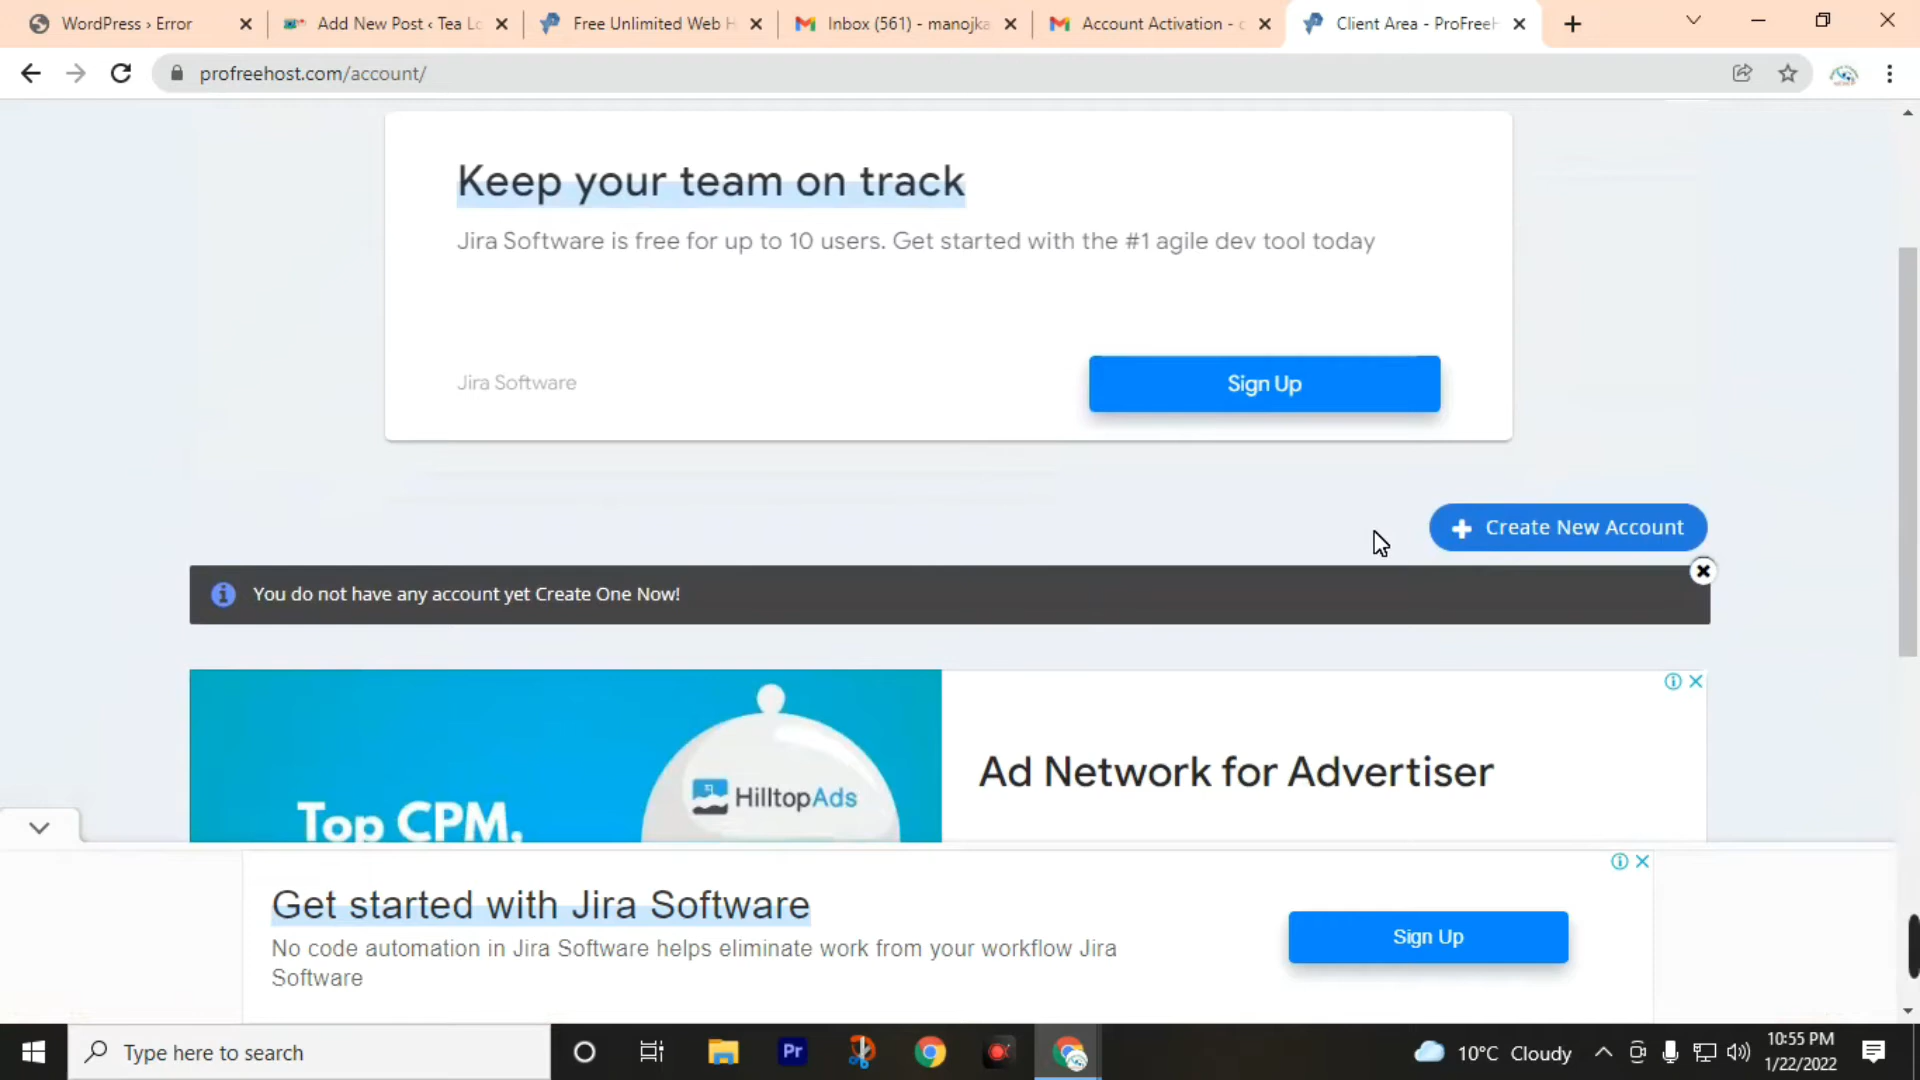 WordPress › Error
Add New Post ‹ Tea Lo
Free Unlimited Web H
Inbox (561) - manojka
Account Activation - c
Client Area - ProFreeH
profreehost.com/account/
Keep your team on track
Jira Software is free for up to 10 users. Get started with the #1 agile dev tool today
Jira Software
Sign Up
Create New Account
You do not have any account yet Create One Now!
Top CPM.
HilltopAds
Ad Network for Advertiser
Get started with Jira Software
No code automation in Jira Software helps eliminate work from your workflow Jira
Software
Sign Up
Type here to search
Pr
10°C Cloudy
10:55 PM
1/22/2022